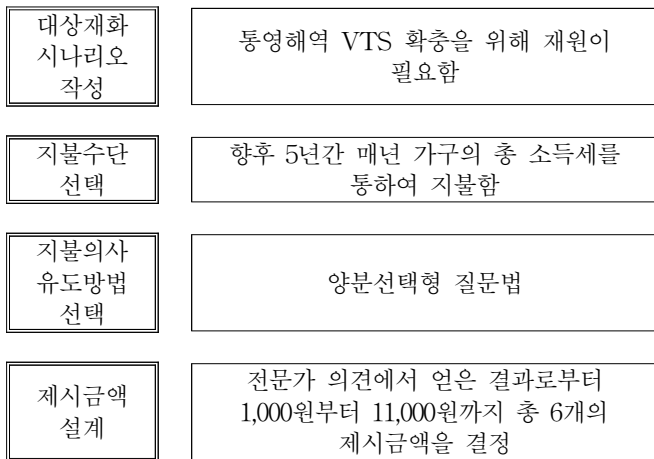 대상재화
시나리오
작성
통영해역 VTS 확충을 위해 재원이
필요함
지불수단
선택
향후 5년간 매년 가구의 총 소득세를
통하여 지불함
지불의사
유도방법
선택
양분선택형 질문법
제시금액
설계
전문가 의견에서 얻은 결과로부터
1,000원부터 11,000원까지 총 6개의
제시금액을 결정